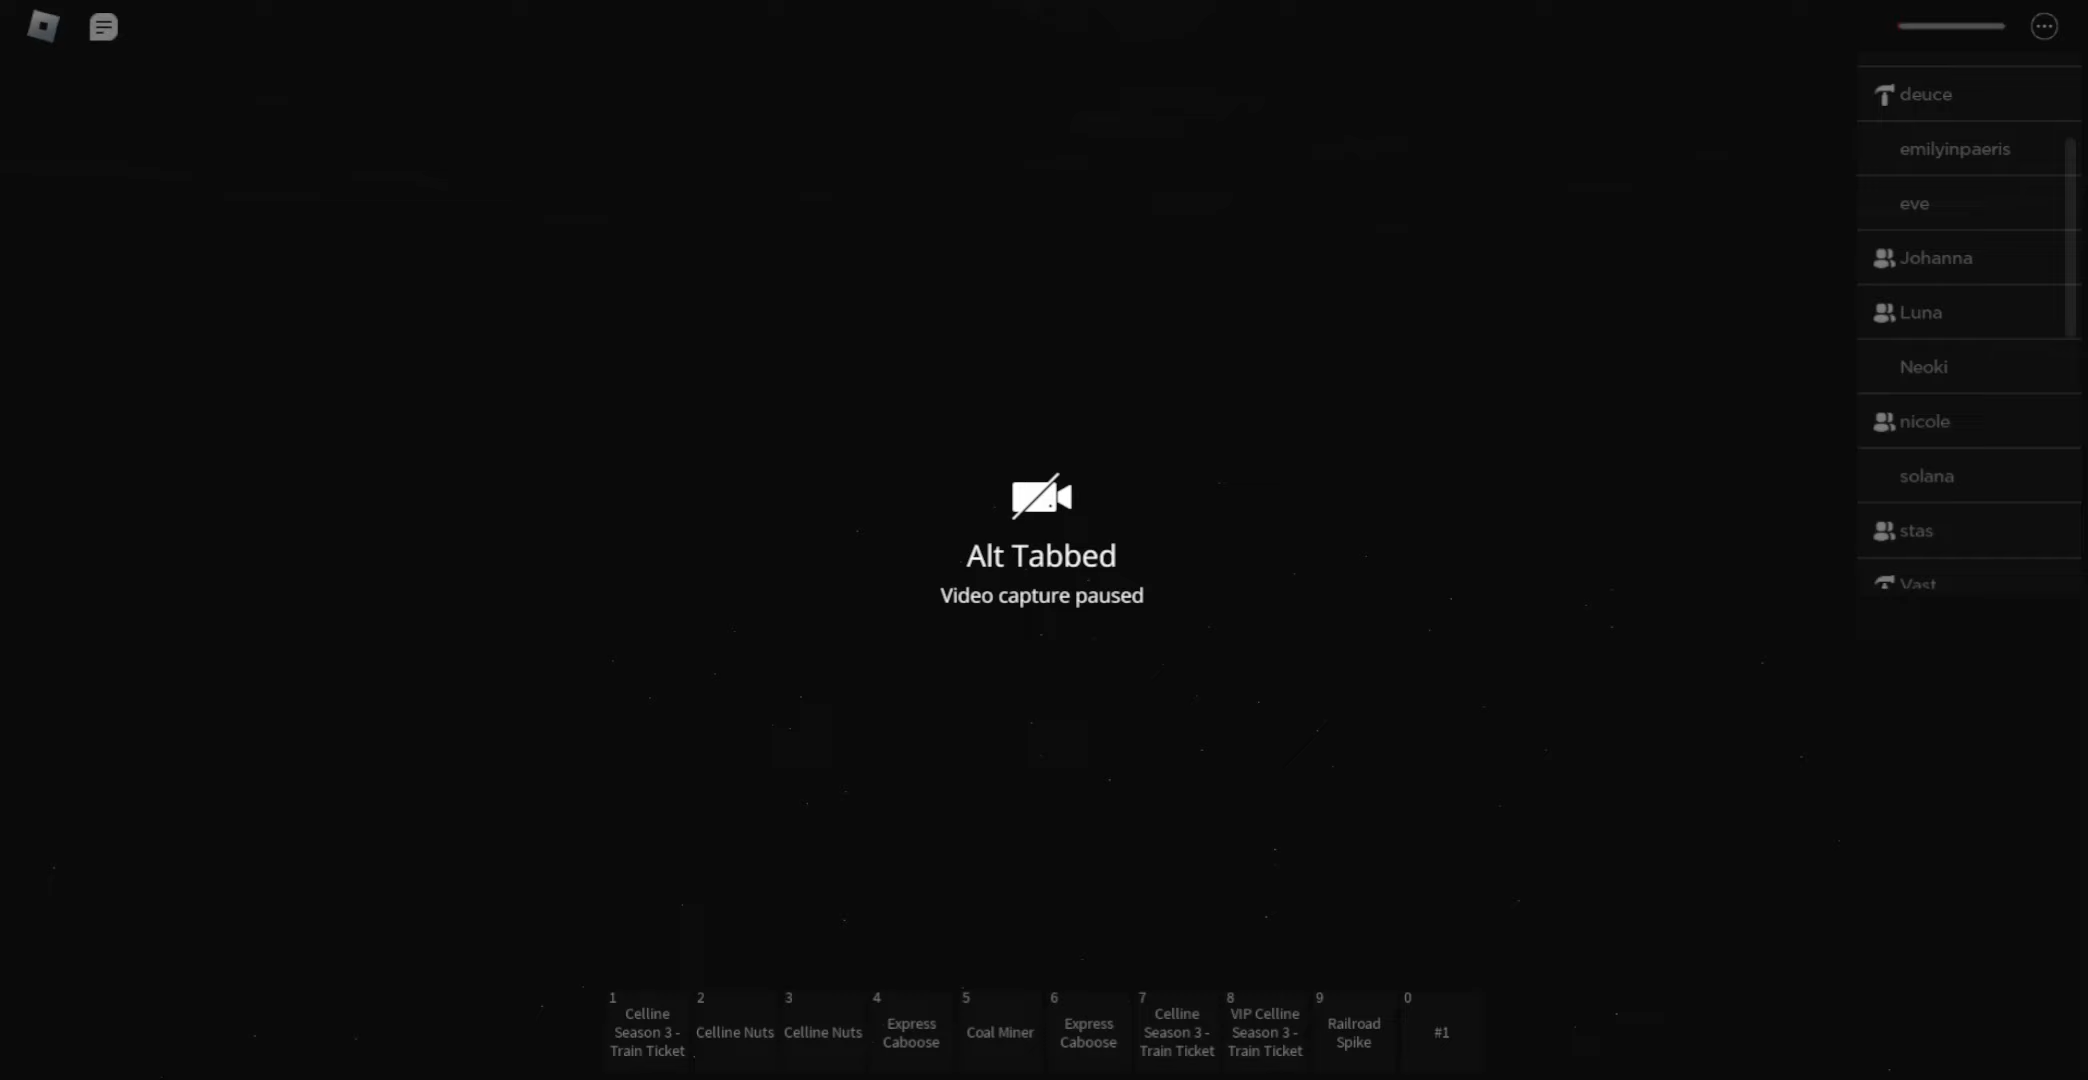 deuce
emilyinpaeris
eve
Johanna
Luna
Neoki
nicole
solana
stas
Vast
Alt Tabbed
Video capture paused
1
Celline
Season 3 -
Train Ticket
2
Celline Nuts
3
Celline Nuts
4
Express
Caboose
5
Coal Miner
6
Express
Caboose
7
Celline
Season 3 -
Train Ticket
8
VIP Celline
Season 3 -
Train Ticket
9
Railroad
Spike
0
#1